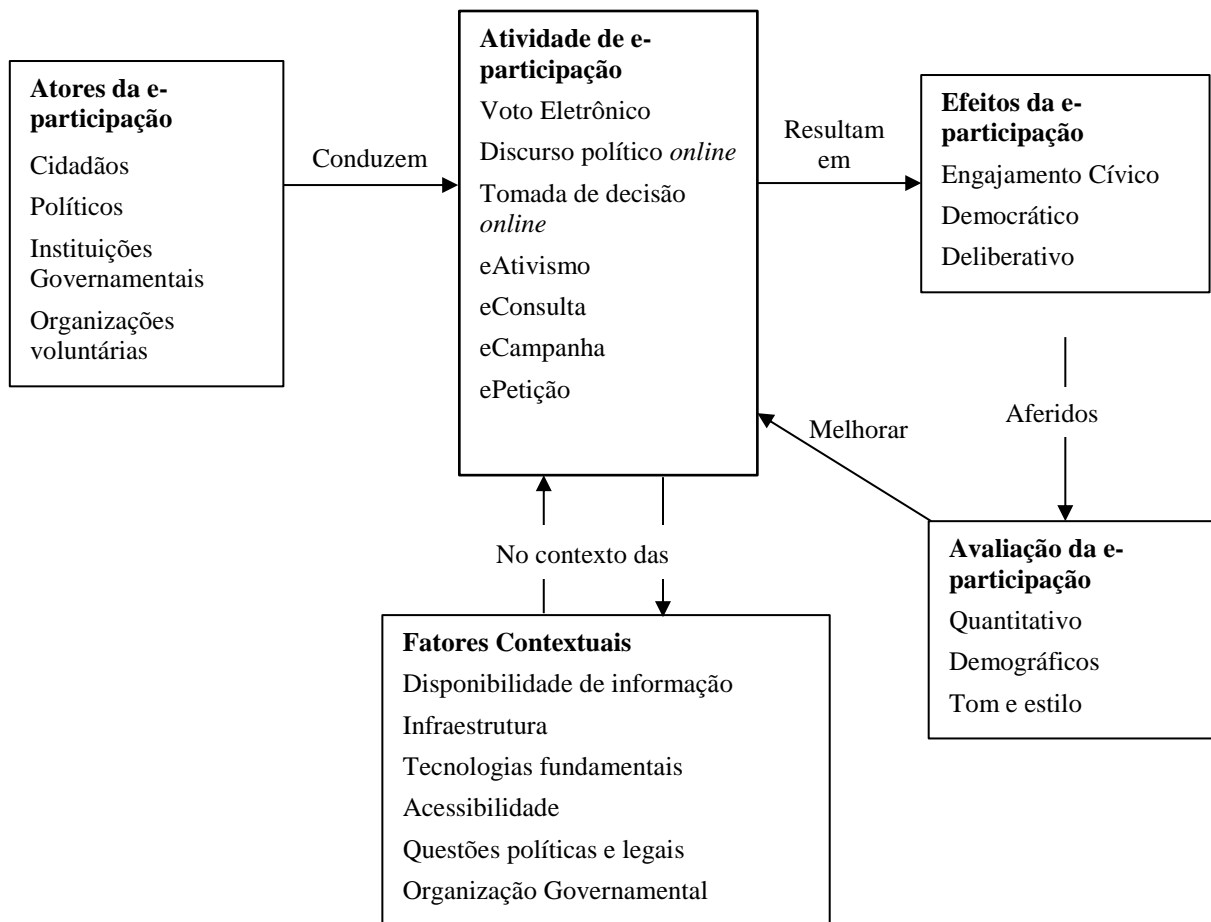 Atores da e-
participação
Cidadãos
Políticos
Instituições
Governamentais
Organizações
voluntárias
Conduzem
Atividade de e-
participação
Voto Eletrônico
Discurso político online
Tomada de decisão
online
eAtivismo
eConsulta
eCampanha
ePetição
Resultam
em
Efeitos da e-
participação
Engajamento Cívico
Democrático
Deliberativo
Aferidos
Melhorar
Avaliação da e-
participação
Quantitativo
Demográficos
Tom e estilo
No contexto das
Fatores Contextuais
Disponibilidade de informação
Infraestrutura
Tecnologias fundamentais
Acessibilidade
Questões políticas e legais
Organização Governamental